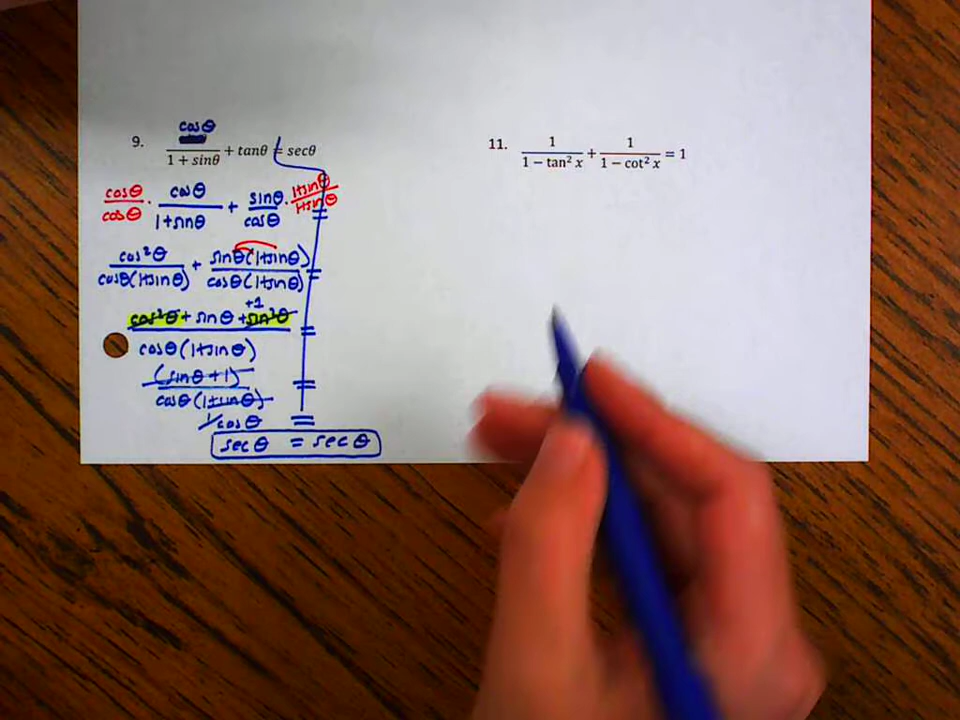 9. cosθ / 1 + sinθ + tanθ = secθ
cosθ/cosθ · cosθ/1+sinθ + sinθ/cosθ · 1+sinθ/1+sinθ
cos²θ/cosθ(1+sinθ) + sinθ(1+sinθ)/cosθ(1+sinθ) =
+1
cos²θ + sinθ + sin²θ =
cosθ(1+sinθ)
(sinθ+1) =
cosθ(1+sinθ)
1/cosθ =
secθ = secθ
11. 1/1 − tan² x + 1/1 − cot² x = 1